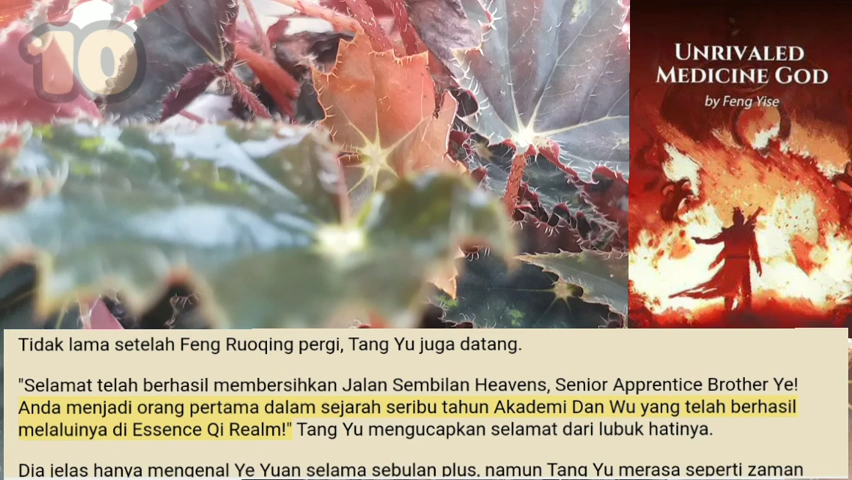 10
UNRIVALED
MEDICINE GOD
by Feng Yise
Tidak lama setelah Feng Ruoqing pergi, Tang Yu juga datang.
"Selamat telah berhasil membersihkan Jalan Sembilan Heavens, Senior Apprentice Brother Ye!
Anda menjadi orang pertama dalam sejarah seribu tahun Akademi Dan Wu yang telah berhasil
melaluinya di Essence Qi Realm!" Tang Yu mengucapkan selamat dari lubuk hatinya.
Dia jelas hanya mengenal Ye Yuan selama sebulan plus, namun Tang Yu merasa seperti zaman